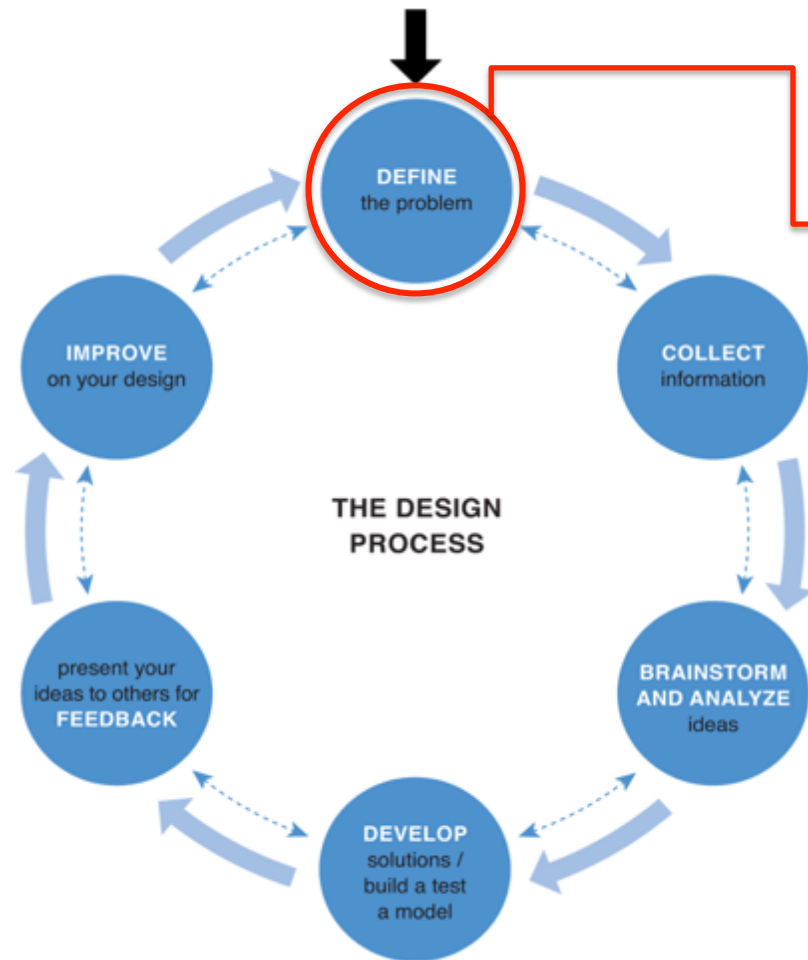 DEFINE
the problem
COLLECT
information
BRAINSTORM
AND ANALYZE
ideas
DEVELOP
solutions /
build a test
a model
present your
ideas to others for
FEEDBACK
IMPROVE
on your design
THE DESIGN
PROCESS